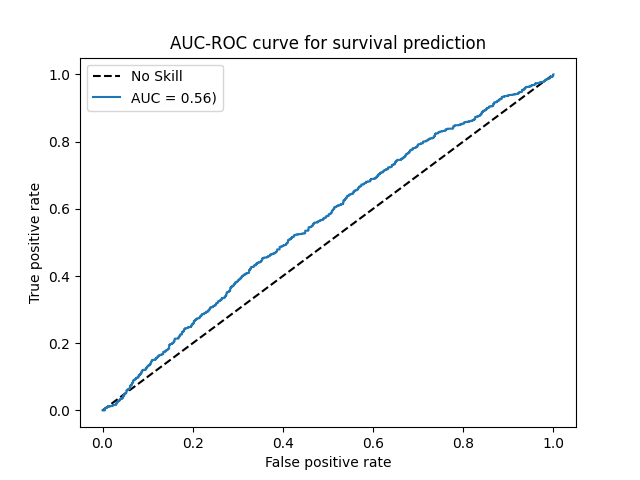 AUC-ROC curve for survival prediction
No Skill
AUC = 0.56)
True positive rate
1.0
0.8
0.6
0.4
0.2
0.0
0.0 0.2 0.4 0.6 0.8 1.0
False positive rate